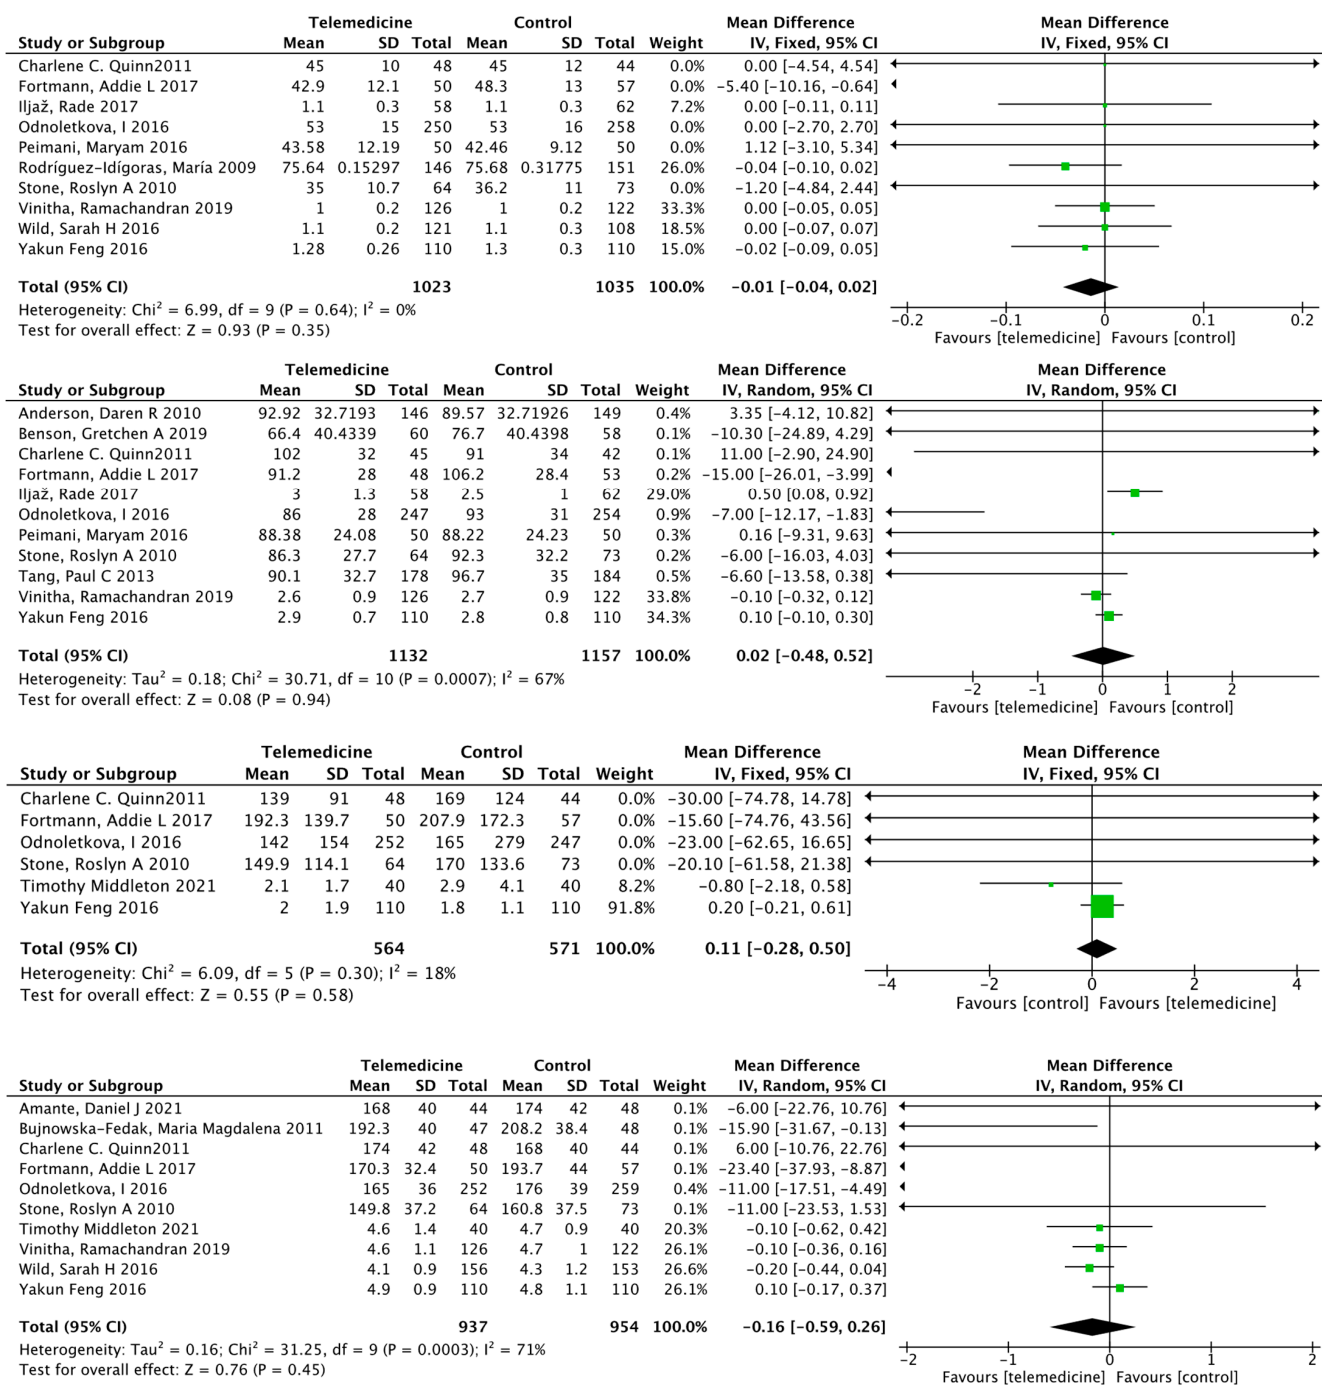 Telemedicine Control Mean Difference Mean Difference
Study or Subgroup Mean SD Total Mean SD Total Weight IV, Fixed, 95% CI IV, Fixed, 95% CI
Charlene C. Quinn2011 45 10 48 45 12 44 0.0% 0.00 [-4.54, 4.54]
Fortmann, Addie L 2017 42.9 12.1 50 48.3 13 57 0.0% -5.40 [-10.16, -0.64]
Iljaž, Rade 2017 1.1 0.3 58 1.1 0.3 62 7.2% 0.00 [-0.11, 0.11]
Odnoletkova, I 2016 53 15 250 53 16 258 0.0% 0.00 [-2.70, 2.70]
Peimani, Maryam 2016 43.58 12.19 50 42.46 9.12 50 0.0% 1.12 [-3.10, 5.34]
Rodríguez-Idígoras, María 2009 75.64 0.15297 146 75.68 0.31775 151 26.0% -0.04 [-0.10, 0.02]
Stone, Roslyn A 2010 35 10.7 64 36.2 11 73 0.0% -1.20 [-4.84, 2.44]
Vinitha, Ramachandran 2019 1 0.2 126 1 0.2 122 33.3% 0.00 [-0.05, 0.05]
Wild, Sarah H 2016 1.1 0.2 121 1.1 0.3 108 18.5% 0.00 [-0.07, 0.07]
Yakun Feng 2016 1.28 0.26 110 1.3 0.3 110 15.0% -0.02 [-0.09, 0.05]
Total (95% CI) 1023 1035 100.0% -0.01 [-0.04, 0.02]
Heterogeneity: Chi² = 6.99, df = 9 (P = 0.64); I² = 0%
Test for overall effect: Z = 0.93 (P = 0.35)
-0.2 -0.1 0 0.1 0.2
Favours [telemedicine] Favours [control]
Telemedicine Control Mean Difference Mean Difference
Study or Subgroup Mean SD Total Mean SD Total Weight IV, Random, 95% CI IV, Random, 95% CI
Anderson, Daren R 2010 92.92 32.7193 146 89.57 32.71926 149 0.4% 3.35 [-4.12, 10.82]
Benson, Gretchen A 2019 66.4 40.4339 60 76.7 40.4398 58 0.1% -10.30 [-24.89, 4.29]
Charlene C. Quinn2011 102 32 45 91 34 42 0.1% 11.00 [-2.90, 24.90]
Fortmann, Addie L 2017 91.2 28 48 106.2 28.4 53 0.2% -15.00 [-26.01, -3.99]
Iljaž, Rade 2017 3 1.3 58 2.5 1 62 29.0% 0.50 [0.08, 0.92]
Odnoletkova, I 2016 86 28 247 93 31 254 0.9% -7.00 [-12.17, -1.83]
Peimani, Maryam 2016 88.38 24.08 50 88.22 24.23 50 0.3% 0.16 [-9.31, 9.63]
Stone, Roslyn A 2010 86.3 27.7 64 92.3 32.2 73 0.2% -6.00 [-16.03, 4.03]
Tang, Paul C 2013 90.1 32.7 178 96.7 35 184 0.5% -6.60 [-13.58, 0.38]
Vinitha, Ramachandran 2019 2.6 0.9 126 2.7 0.9 122 33.8% -0.10 [-0.32, 0.12]
Yakun Feng 2016 2.9 0.7 110 2.8 0.8 110 34.3% 0.10 [-0.10, 0.30]
Total (95% CI) 1132 1157 100.0% 0.02 [-0.48, 0.52]
Heterogeneity: Tau² = 0.18; Chi² = 30.71, df = 10 (P = 0.0007); I² = 67%
Test for overall effect: Z = 0.08 (P = 0.94)
-2 -1 0 1 2
Favours [telemedicine] Favours [control]
Telemedicine Control Mean Difference Mean Difference
Study or Subgroup Mean SD Total Mean SD Total Weight IV, Fixed, 95% CI IV, Fixed, 95% CI
Charlene C. Quinn2011 139 91 48 169 124 44 0.0% -30.00 [-74.78, 14.78]
Fortmann, Addie L 2017 192.3 139.7 50 207.9 172.3 57 0.0% -15.60 [-74.76, 43.56]
Odnoletkova, I 2016 142 154 252 165 279 247 0.0% -23.00 [-62.65, 16.65]
Stone, Roslyn A 2010 149.9 114.1 64 170 133.6 73 0.0% -20.10 [-61.58, 21.38]
Timothy Middleton 2021 2.1 1.7 40 2.9 4.1 40 8.2% -0.80 [-2.18, 0.58]
Yakun Feng 2016 2 1.9 110 1.8 1.1 110 91.8% 0.20 [-0.21, 0.61]
Total (95% CI) 564 571 100.0% 0.11 [-0.28, 0.50]
Heterogeneity: Chi² = 6.09, df = 5 (P = 0.30); I² = 18%
Test for overall effect: Z = 0.55 (P = 0.58)
-4 -2 0 2 4
Favours [control] Favours [telemedicine]
Telemedicine Control Mean Difference Mean Difference
Study or Subgroup Mean SD Total Mean SD Total Weight IV, Random, 95% CI IV, Random, 95% CI
Amante, Daniel J 2021 168 40 44 174 42 48 0.1% -6.00 [-22.76, 10.76]
Bujnowska-Fedak, Maria Magdalena 2011 192.3 40 47 208.2 38.4 48 0.1% -15.90 [-31.67, -0.13]
Charlene C. Quinn2011 174 42 48 168 40 44 0.1% 6.00 [-10.76, 22.76]
Fortmann, Addie L 2017 170.3 32.4 50 193.7 44 57 0.1% -23.40 [-37.93, -8.87]
Odnoletkova, I 2016 165 36 252 176 39 259 0.4% -11.00 [-17.51, -4.49]
Stone, Roslyn A 2010 149.8 37.2 64 160.8 37.5 73 0.1% -11.00 [-23.53, 1.53]
Timothy Middleton 2021 4.6 1.4 40 4.7 0.9 40 20.3% -0.10 [-0.62, 0.42]
Vinitha, Ramachandran 2019 4.6 1.1 126 4.7 1 122 26.1% -0.10 [-0.36, 0.16]
Wild, Sarah H 2016 4.1 0.9 156 4.3 1.2 153 26.6% -0.20 [-0.44, 0.04]
Yakun Feng 2016 4.9 0.9 110 4.8 1.1 110 26.1% 0.10 [-0.17, 0.37]
Total (95% CI) 937 954 100.0% -0.16 [-0.59, 0.26]
Heterogeneity: Tau² = 0.16; Chi² = 31.25, df = 9 (P = 0.0003); I² = 71%
Test for overall effect: Z = 0.76 (P = 0.45)
-2 -1 0 1 2
Favours [telemedicine] Favours [control]